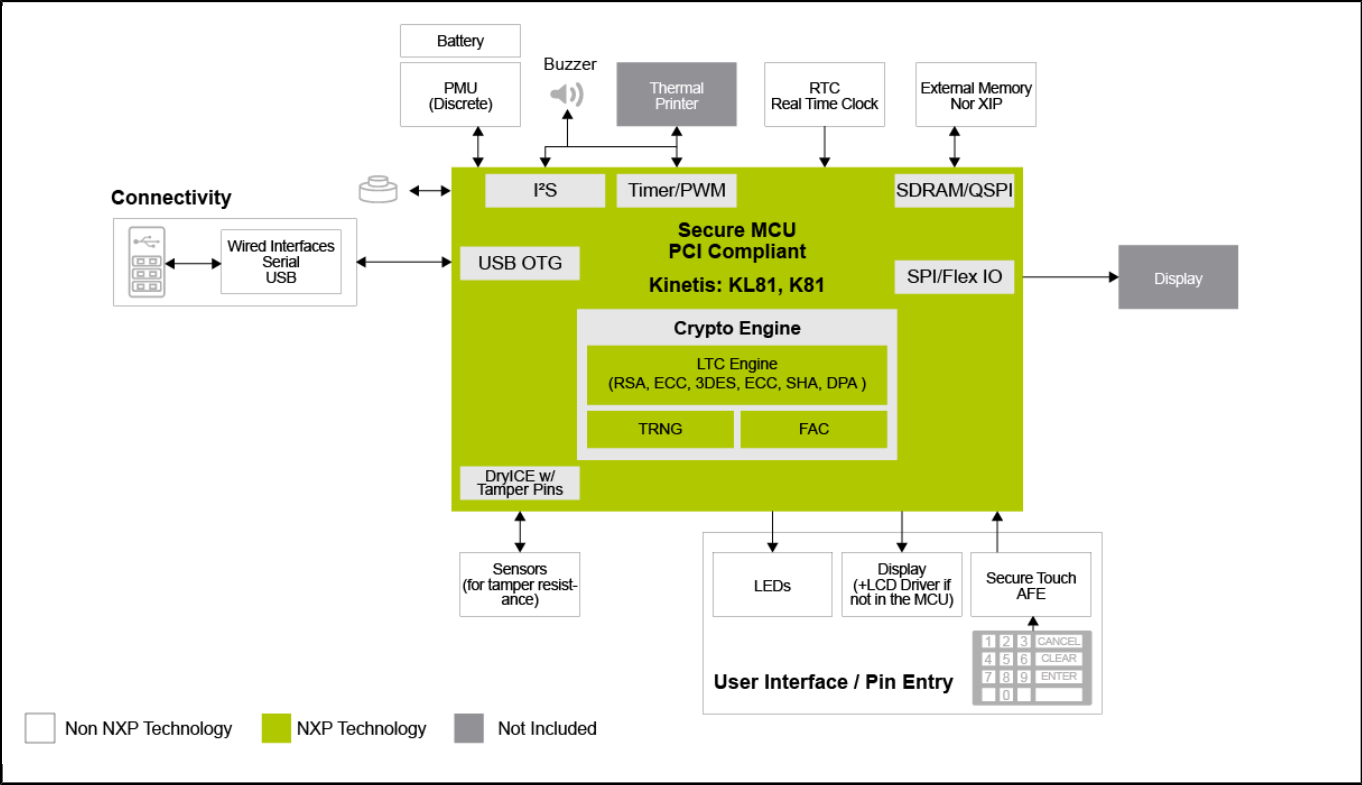 Battery
PMU
(Discrete)
Buzzer
Thermal
Printer
RTC
Real Time Clock
External Memory
Nor XIP
Connectivity
Wired Interfaces
Serial
USB
I²S
Timer/PWM
SDRAM/QSPI
USB OTG
Secure MCU
PCI Compliant
Kinetis: KL81, K81
SPI/Flex IO
Display
Crypto Engine
LTC Engine
(RSA, ECC, 3DES, ECC, SHA, DPA )
TRNG
FAC
DryICE w/
Tamper Pins
Sensors
(for tamper resist-
ance)
LEDs
Display
(+LCD Driver if
not in the MCU)
Secure Touch
AFE
1 2 3 CANCEL
4 5 6 CLEAR
7 8 9 ENTER
0
User Interface / Pin Entry
Non NXP Technology
NXP Technology
Not Included